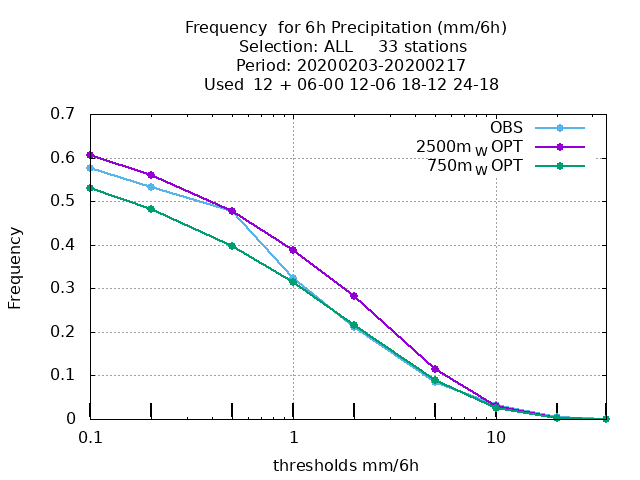 Frequency  for 6h Precipitation (mm/6h)
Selection: ALL     33 stations
Period: 20200203-20200217
Used  12 + 06-00 12-06 18-12 24-18
OBS
2500m_W OPT
750m_W OPT
0.7
0.6
0.5
0.4
0.3
0.2
0.1
0
Frequency
0.1 1 10
thresholds mm/6h